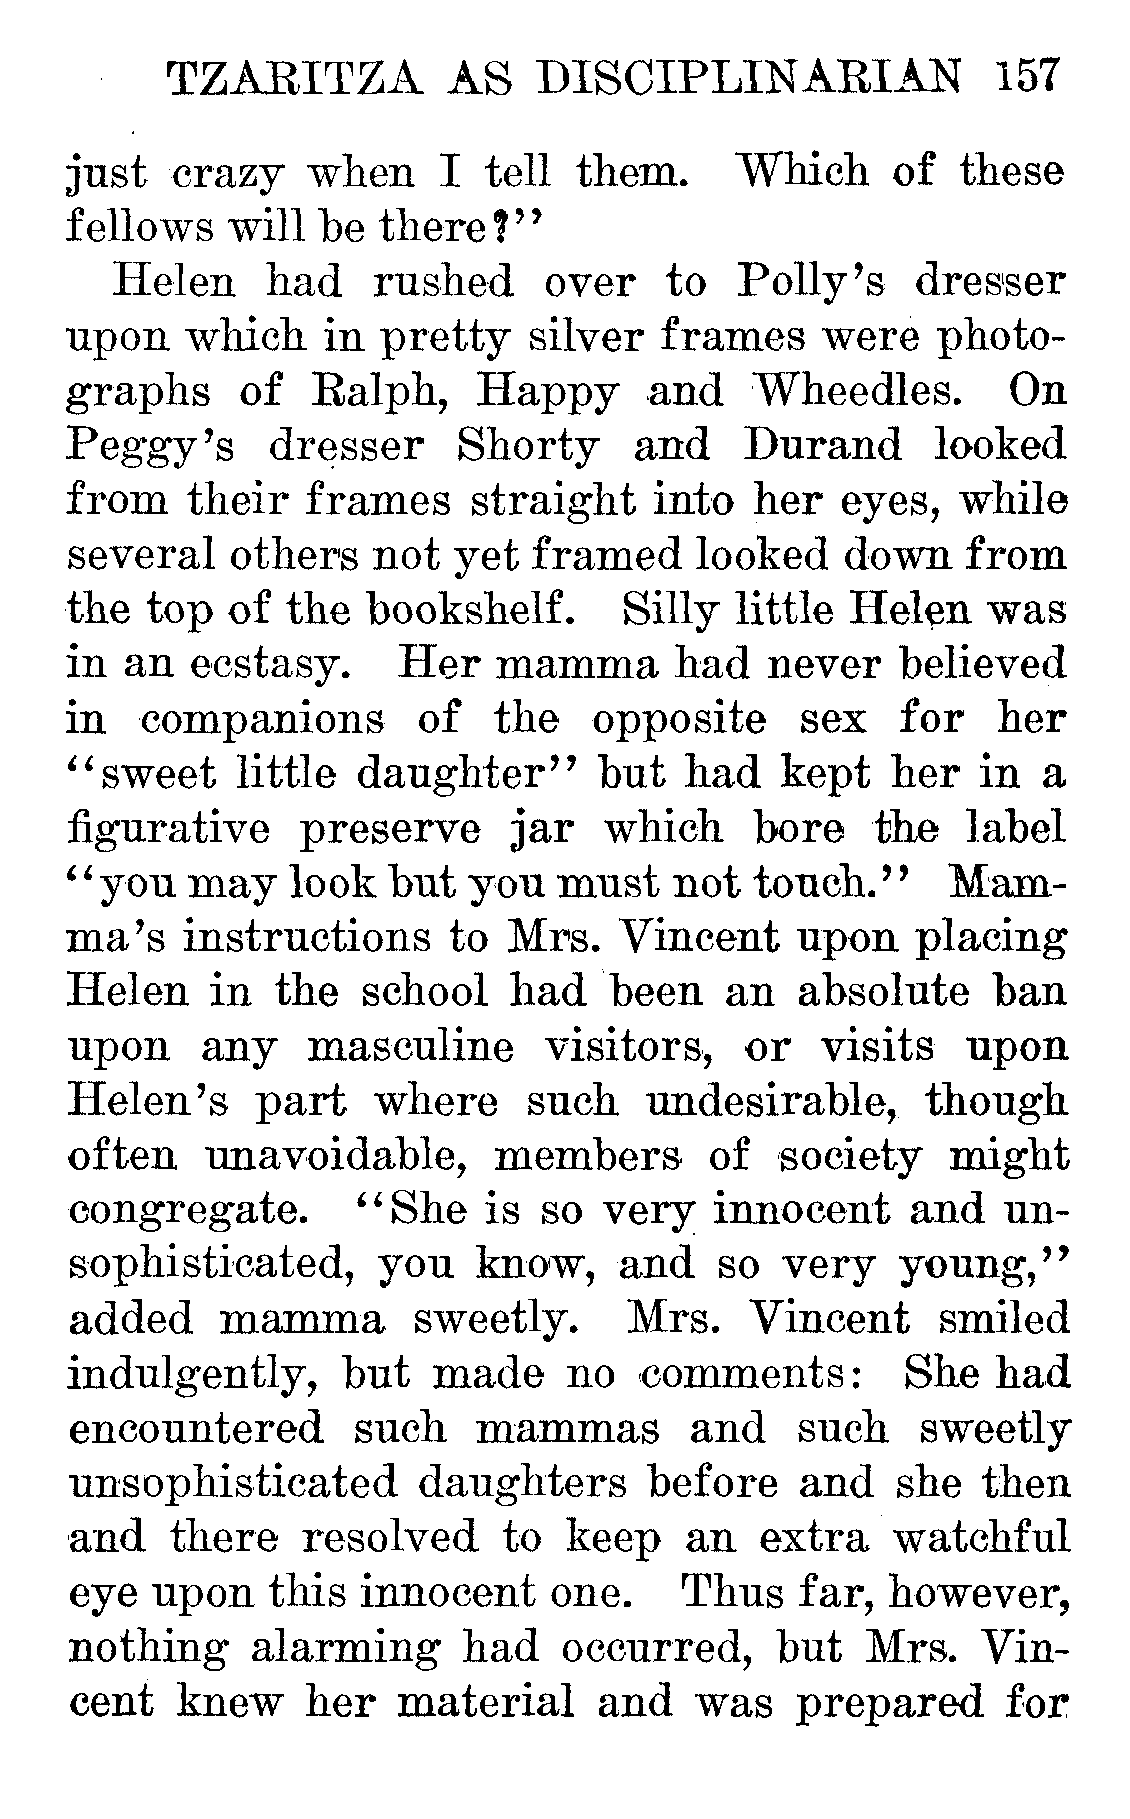 TZARITZA AS DISCIPLINARIAN 157
just crazy when I tell them. Which of these
fellows will be there?''
Helen had rushed over to Polly's dresser
upon which in pretty silver frames were photo-
graphs of Ralph, Happy and Wheedles. On
Peggy's dresser Shorty and Durand looked
from their frames straight into her eyes, while
several others not yet framed looked down from
the top of the bookshelf. Silly little Helen was
in an ecstasy. Her mamma had never believed
in companions of the opposite sex for her
‘‘sweet little daughter’’ but had kept her in a
figurative preserve jar which bore the label
‘‘you may look but you must not touch.’’ Mam-
ma's instructions to Mrs. Vincent upon placing
Helen in the school had been an absolute ban
upon any masculine visitors, or visits upon
Helen's part where such undesirable, though
often unavoidable, members of society might
congregate. ‘‘She is so very innocent and un-
sophisticated, you know, and so very young,’’
added mamma sweetly. Mrs. Vincent smiled
indulgently, but made no comments: She had
encountered such mammas and such sweetly
unsophisticated daughters before and she then
and there resolved to keep an extra watchful
eye upon this innocent one. Thus far, however,
nothing alarming had occurred, but Mrs. Vin-
cent knew her material and was prepared for